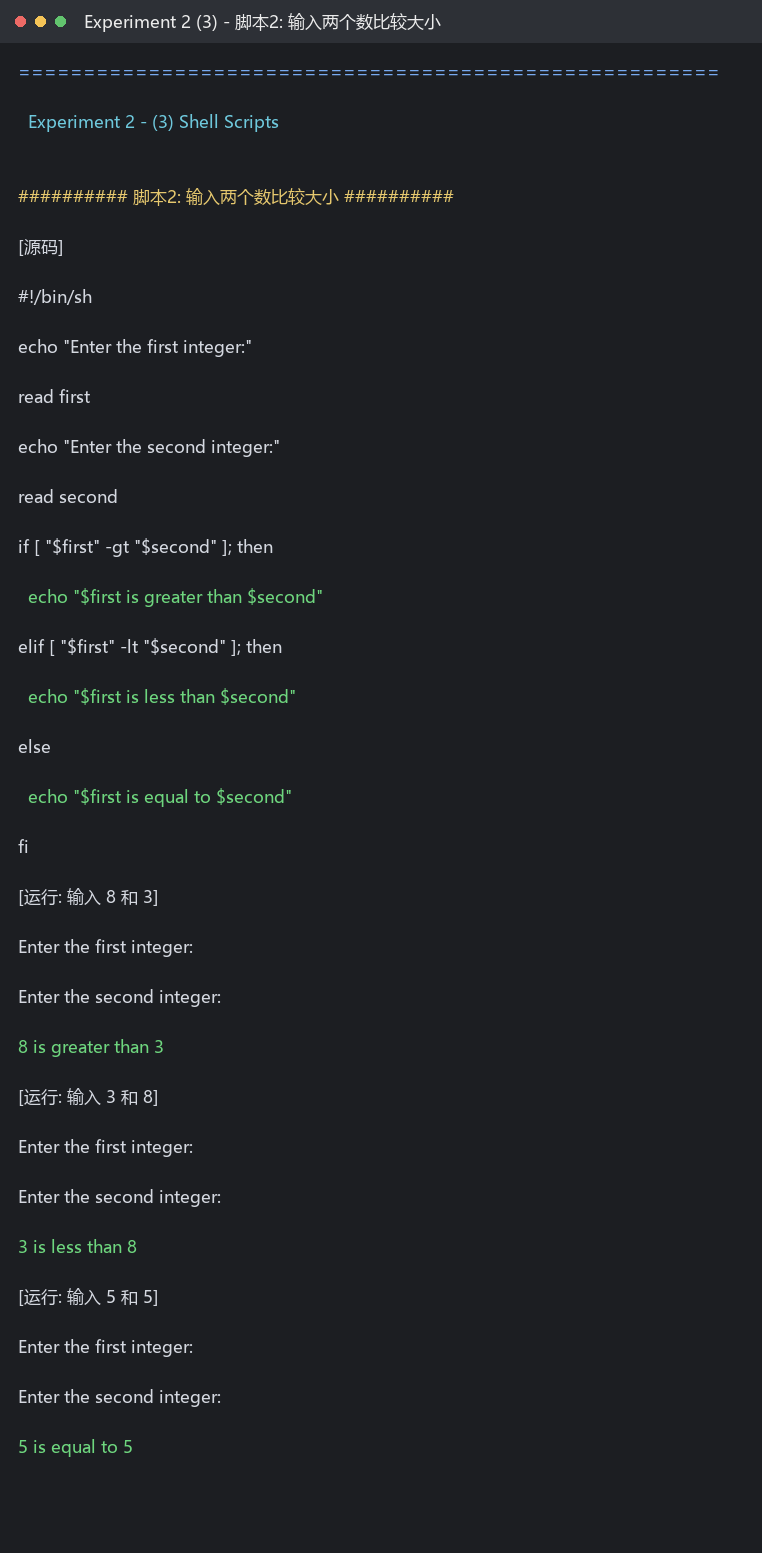 Experiment 2 (3) - 脚本2: 输入两个数比较大小
======================================================
Experiment 2 - (3) Shell Scripts
########## 脚本2: 输入两个数比较大小 ##########
[源码]
#!/bin/sh
echo "Enter the first integer:"
read first
echo "Enter the second integer:"
read second
if [ "$first" -gt "$second" ]; then
  echo "$first is greater than $second"
elif [ "$first" -lt "$second" ]; then
  echo "$first is less than $second"
else
  echo "$first is equal to $second"
fi
[运行: 输入 8 和 3]
Enter the first integer:
Enter the second integer:
8 is greater than 3
[运行: 输入 3 和 8]
Enter the first integer:
Enter the second integer:
3 is less than 8
[运行: 输入 5 和 5]
Enter the first integer:
Enter the second integer:
5 is equal to 5